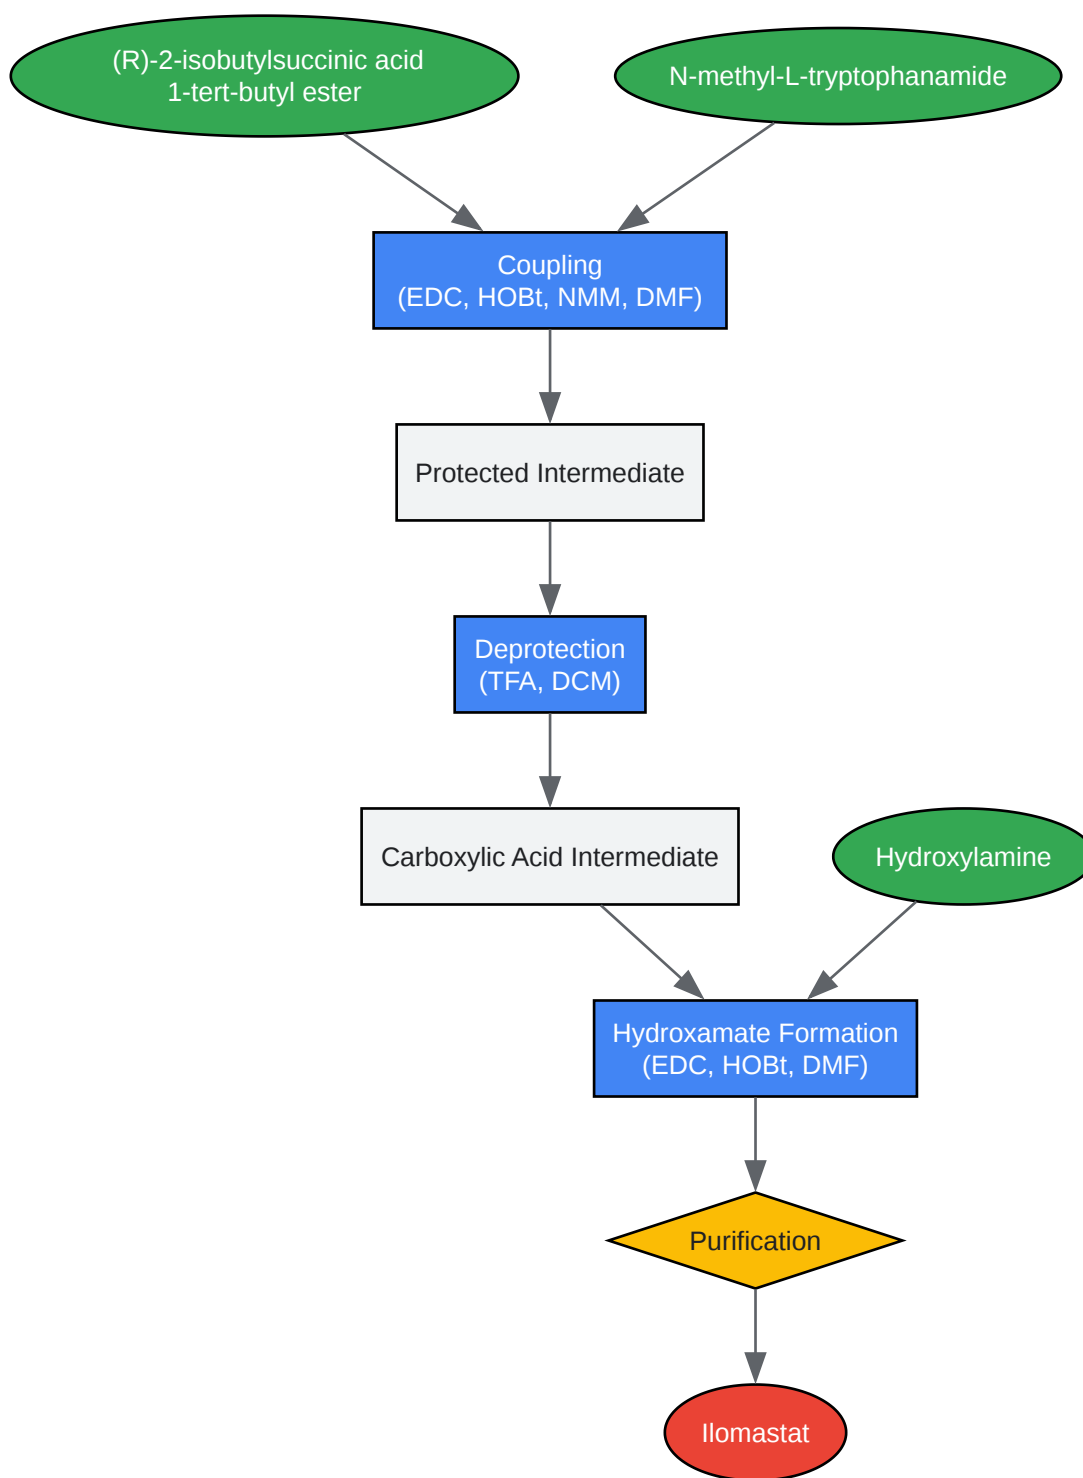 (R)-2-isobutylsuccinic acid
1-tert-butyl ester
N-methyl-L-tryptophanamide
Coupling
(EDC, HOBt, NMM, DMF)
Protected Intermediate
Deprotection
(TFA, DCM)
Carboxylic Acid Intermediate
Hydroxylamine
Hydroxamate Formation
(EDC, HOBt, DMF)
Purification
Ilomastat